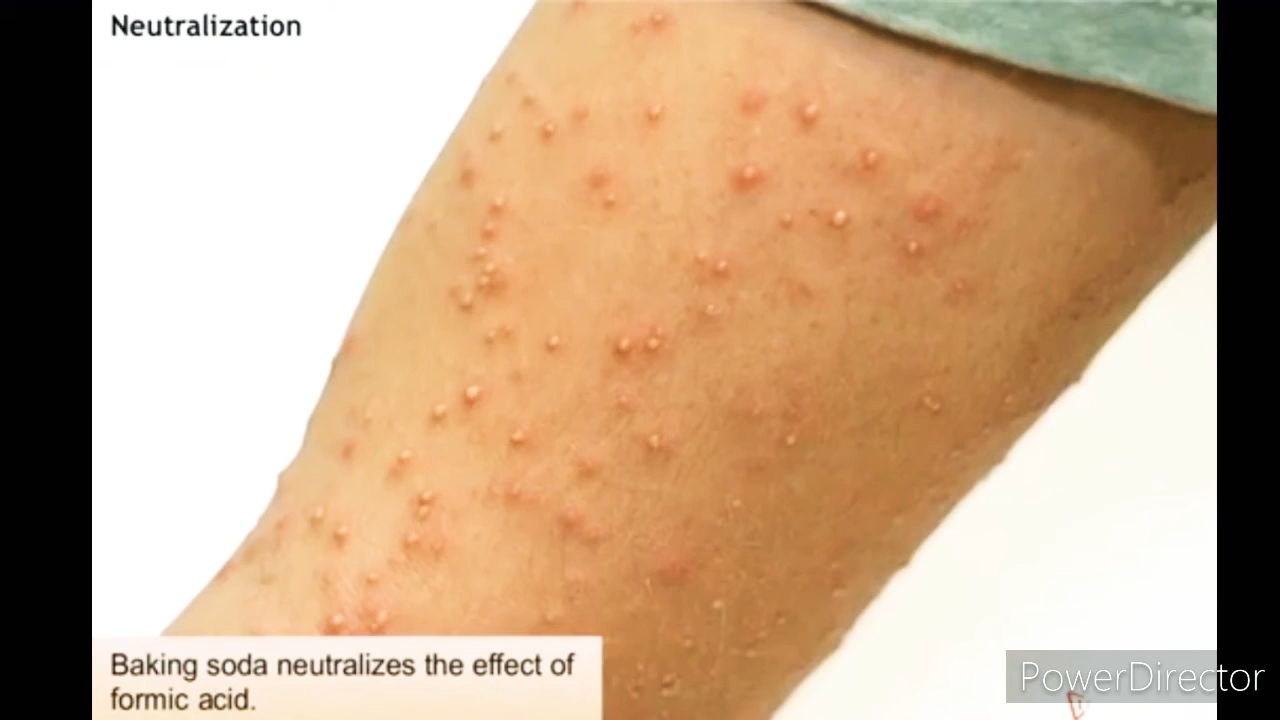 Neutralization
Baking soda neutralizes the effect of
formic acid.
PowerDirector